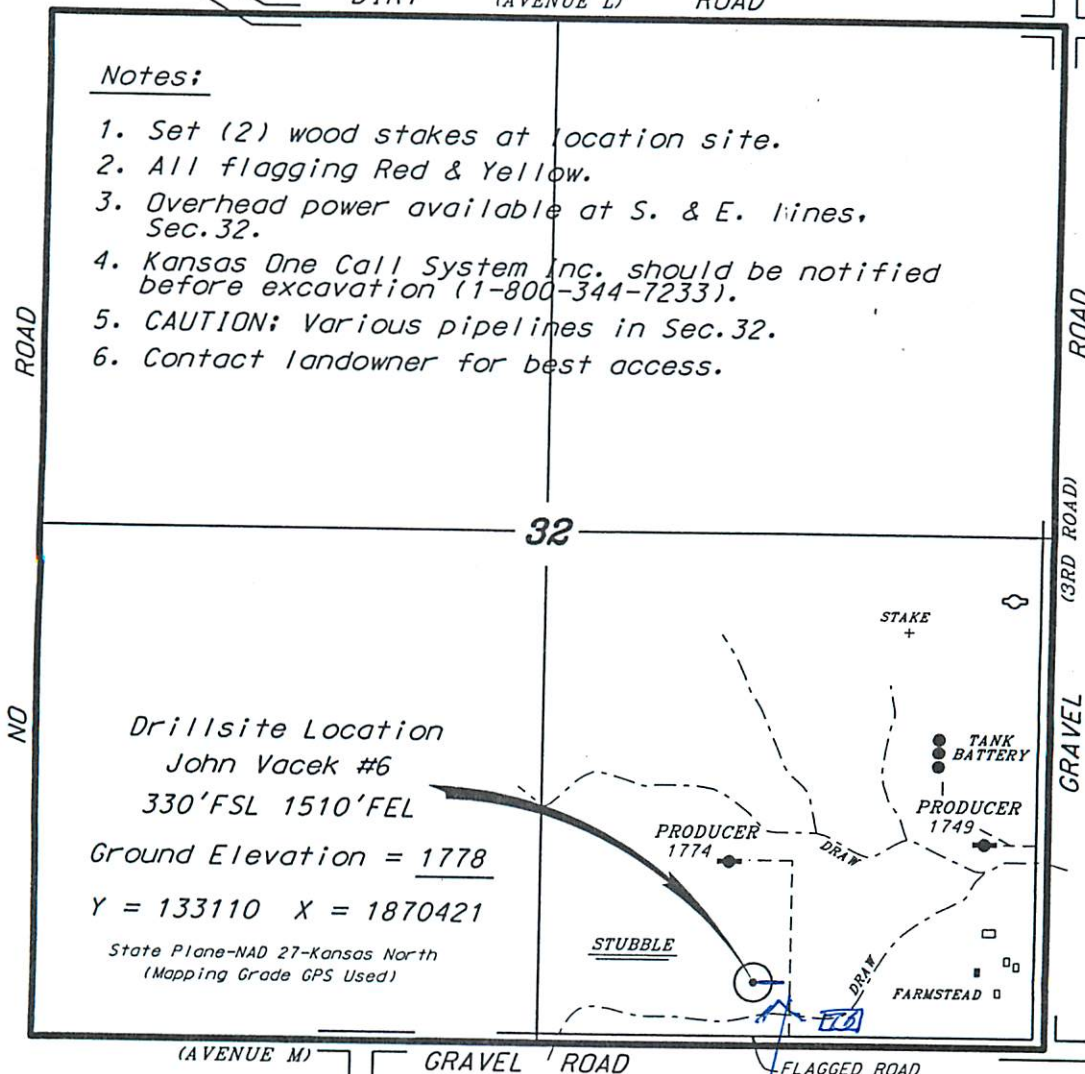 DIRT (AVENUE L) ROAD
Notes:
1. Set (2) wood stakes at location site.
2. All flagging Red & Yellow.
3. Overhead power available at S. & E. lines,
Sec.32.
4. Kansas One Call System Inc. should be notified
before excavation (1-800-344-7233).
5. CAUTION: Various pipelines in Sec.32.
6. Contact landowner for best access.
ROAD
NO
ROAD
(3RD ROAD)
GRAVEL
32
STAKE
TANK
BATTERY
PRODUCER
1749
PRODUCER
1774
DRAW
Drillsite Location
John Vacek #6
330'FSL 1510'FEL
Ground Elevation = 1778
Y = 133110 X = 1870421
State Plane-NAD 27-Kansas North
(Mapping Grade GPS Used)
STUBBLE
DRAW
FARMSTEAD
(AVENUE M) GRAVEL ROAD
FLAGGED ROAD